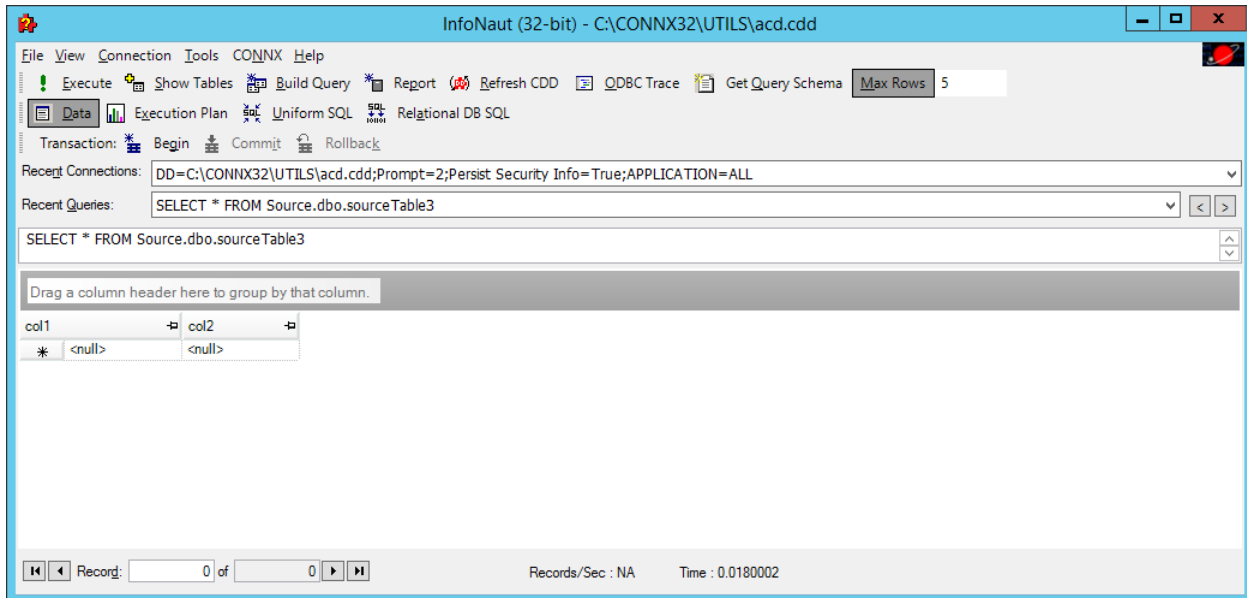 InfoNaut (32-bit) - C:\CONNX32\UTILS\acd.cdd
File View Connection Tools CONNX Help
Execute Show Tables Build Query Report Refresh CDD ODBC Trace Get Query Schema Max Rows 5
Data Execution Plan Uniform SQL Relational DB SQL
Transaction: Begin Commit Rollback
Recent Connections: DD=C:\CONNX32\UTILS\acd.cdd;Prompt=2;Persist Security Info=True;APPLICATION=ALL
Recent Queries: SELECT * FROM Source.dbo.sourceTable3 < >
SELECT * FROM Source.dbo.sourceTable3
Drag a column header here to group by that column.
col1 col2
<null> <null>
Record: 0 of 0 Records/Sec : NA Time : 0.0180002